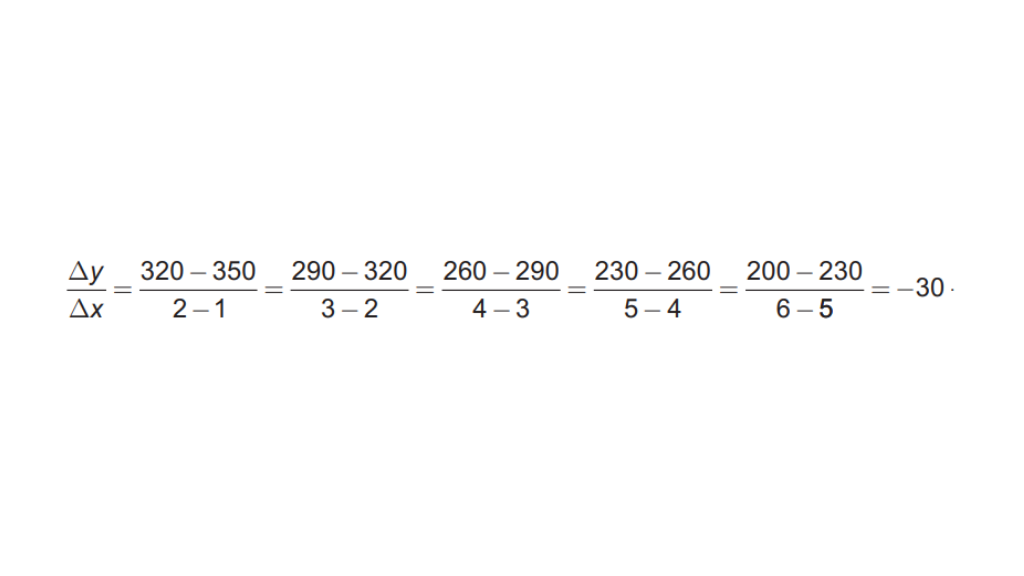 Δy/Δx = (320 – 350)/(2 – 1) = (290 – 320)/(3 – 2) = (260 – 290)/(4 – 3) = (230 – 260)/(5 – 4) = (200 – 230)/(6 – 5) = –30 ·